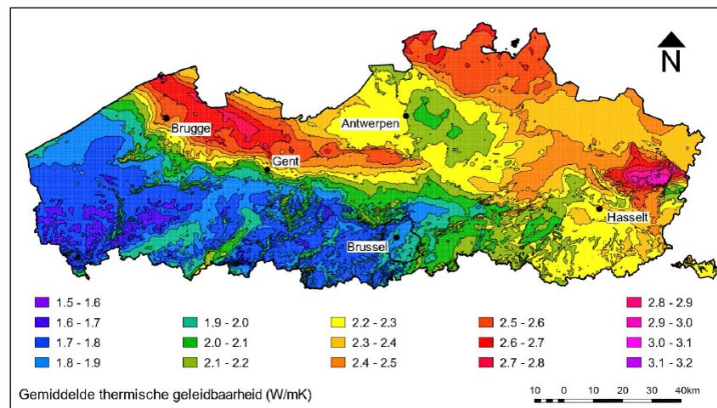 N
Brugge
Antwerpen
Gent
Hasselt
Brussel
1.5 - 1.6
1.6 - 1.7
1.7 - 1.8
1.8 - 1.9
1.9 - 2.0
2.0 - 2.1
2.1 - 2.2
2.2 - 2.3
2.3 - 2.4
2.4 - 2.5
2.5 - 2.6
2.6 - 2.7
2.7 - 2.8
2.8 - 2.9
2.9 - 3.0
3.0 - 3.1
3.1 - 3.2
Gemiddelde thermische geleidbaarheid (W/mK)
10 0 10 20 30 40km